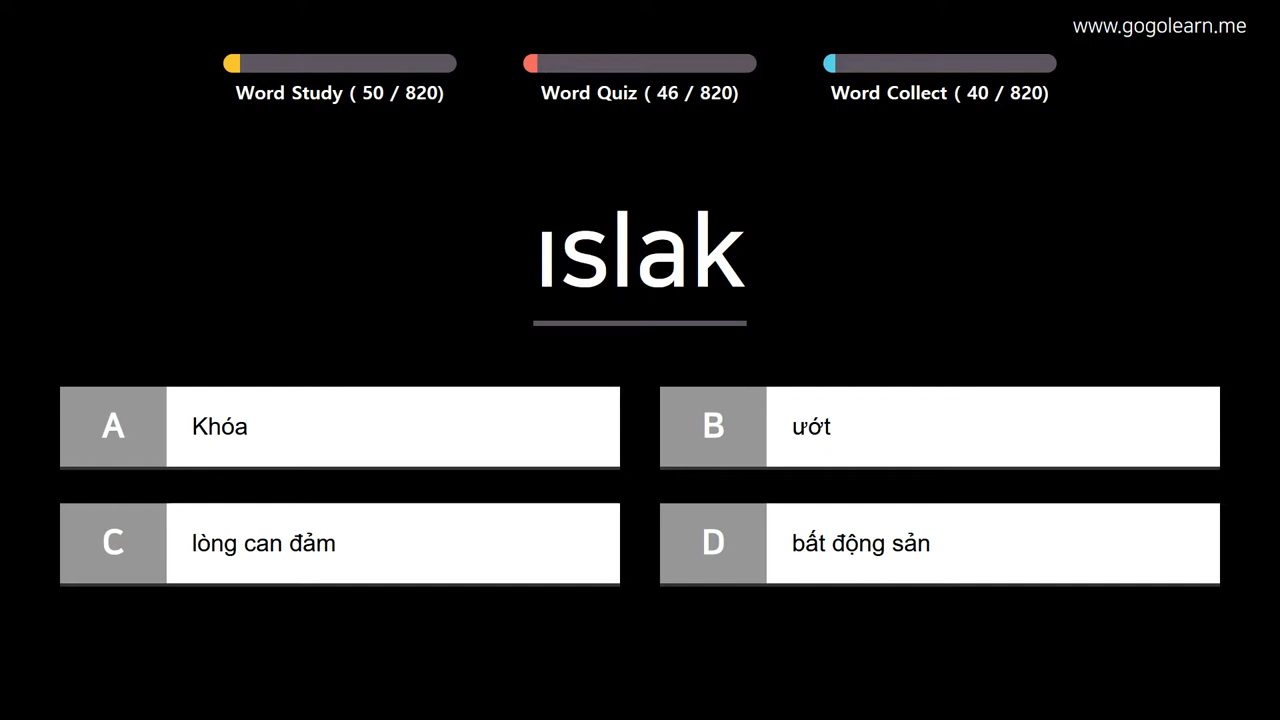 www.gogolearn.me
Word Study ( 50 / 820)
Word Quiz ( 46 / 820)
Word Collect ( 40 / 820)
ıslak
A Khóa
B ướt
C lòng can đảm
D bất động sản